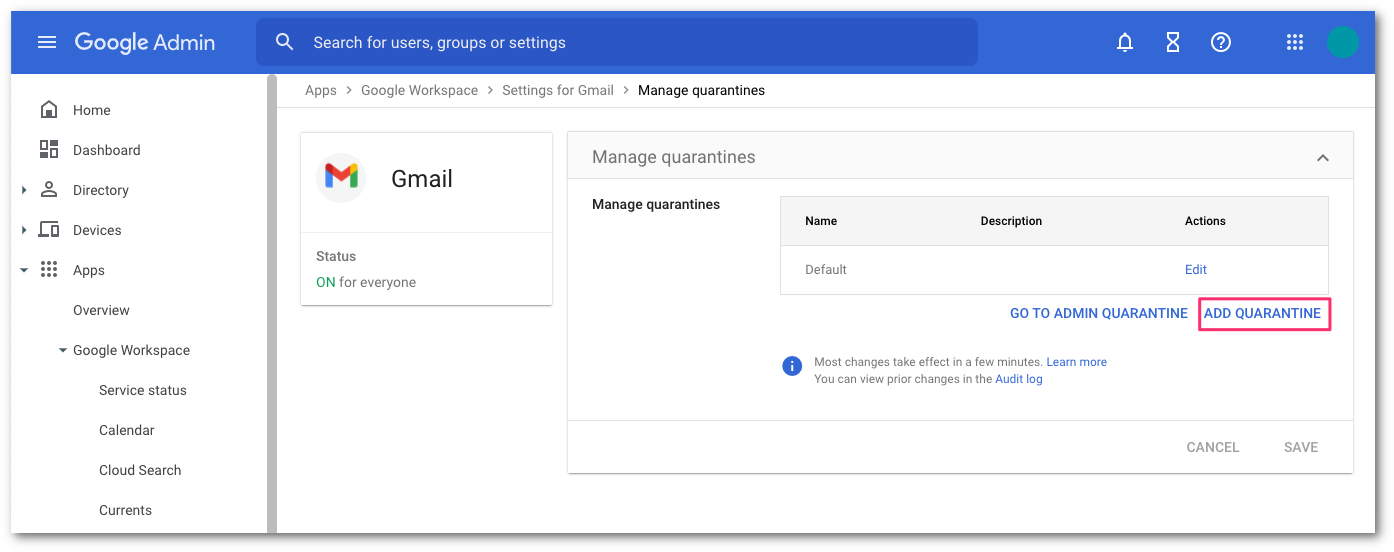 Google Admin
Search for users, groups or settings
Home
Dashboard
Directory
Devices
Apps
Overview
Google Workspace
Service status
Calendar
Cloud Search
Currents
Apps > Google Workspace > Settings for Gmail > Manage quarantines
Gmail
Status
ON for everyone
Manage quarantines
Manage quarantines
Name Description Actions
Default Edit
GO TO ADMIN QUARANTINE ADD QUARANTINE
Most changes take effect in a few minutes. Learn more
You can view prior changes in the Audit log
CANCEL SAVE